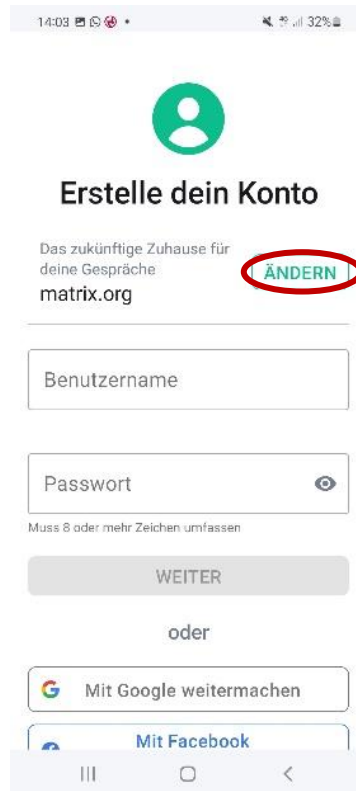 14:03
32%
Erstelle dein Konto
Das zukünftige Zuhause für
deine Gespräche
matrix.org
ÄNDERN
Benutzername
Passwort
Muss 8 oder mehr Zeichen umfassen
WEITER
oder
Mit Google weitermachen
Mit Facebook